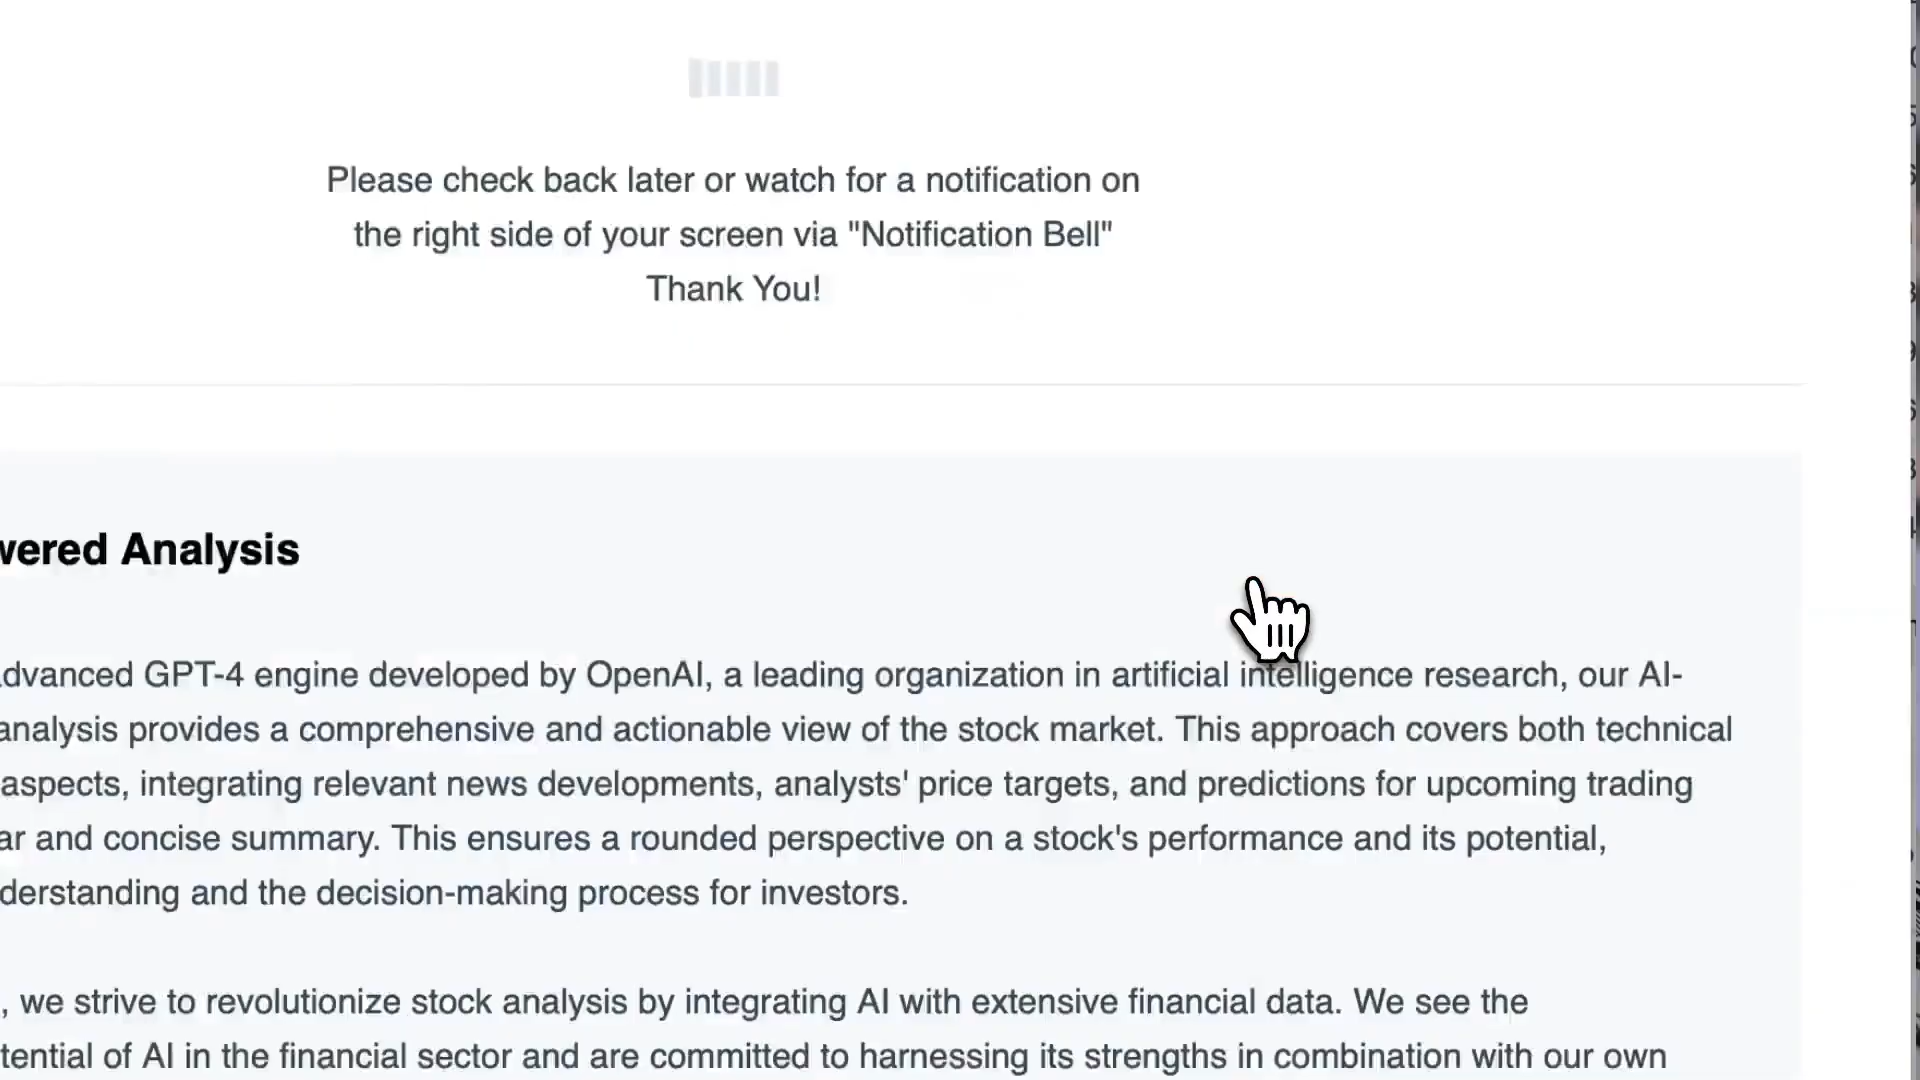 Please check back later or watch for a notification on
the right side of your screen via "Notification Bell"
Thank You!
wered Analysis
dvanced GPT-4 engine developed by OpenAI, a leading organization in artificial intelligence research, our AI-
analysis provides a comprehensive and actionable view of the stock market. This approach covers both technical
aspects, integrating relevant news developments, analysts' price targets, and predictions for upcoming trading
ar and concise summary. This ensures a rounded perspective on a stock's performance and its potential,
derstanding and the decision-making process for investors.
, we strive to revolutionize stock analysis by integrating AI with extensive financial data. We see the
tential of AI in the financial sector and are committed to harnessing its strengths in combination with our own